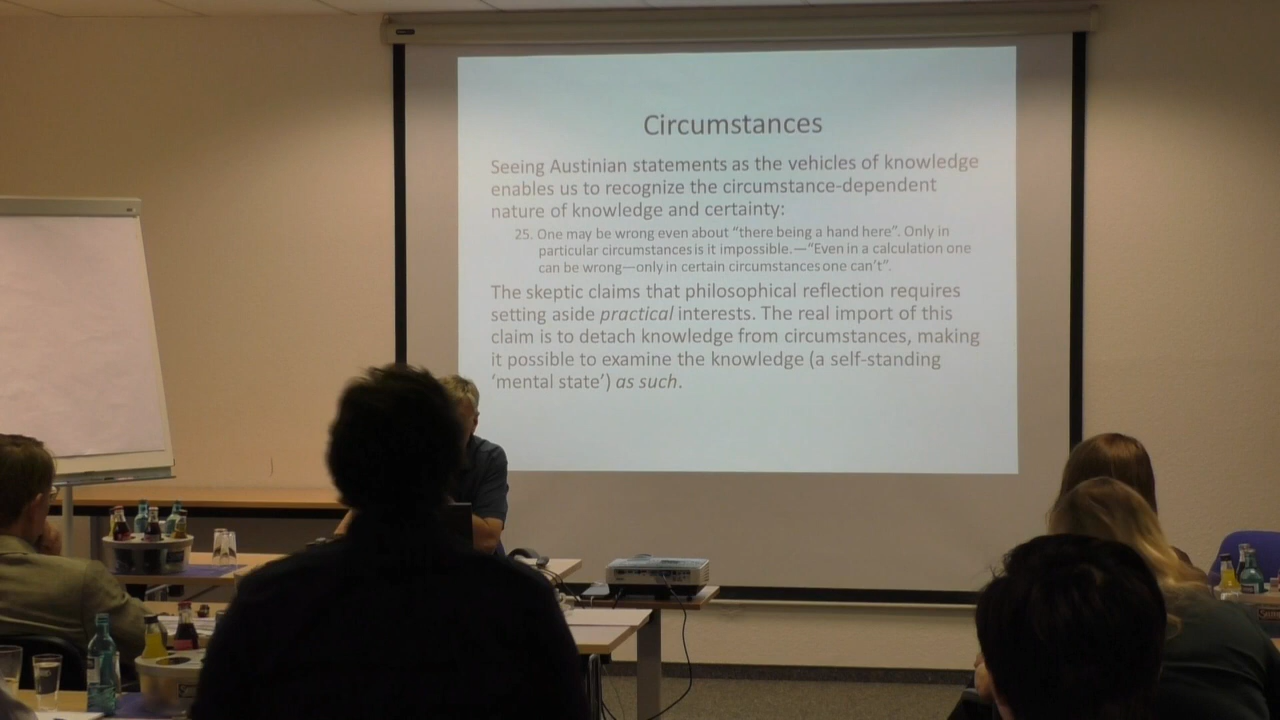 Circumstances
Seeing Austinian statements as the vehicles of knowledge
enables us to recognize the circumstance-dependent
nature of knowledge and certainty:
25. One may be wrong even about “there being a hand here”. Only in
particular circumstances is it impossible.—“Even in a calculation one
can be wrong—only in certain circumstances one can’t”.
The skeptic claims that philosophical reflection requires
setting aside practical interests. The real import of this
claim is to detach knowledge from circumstances, making
it possible to examine the knowledge (a self-standing
‘mental state’) as such.